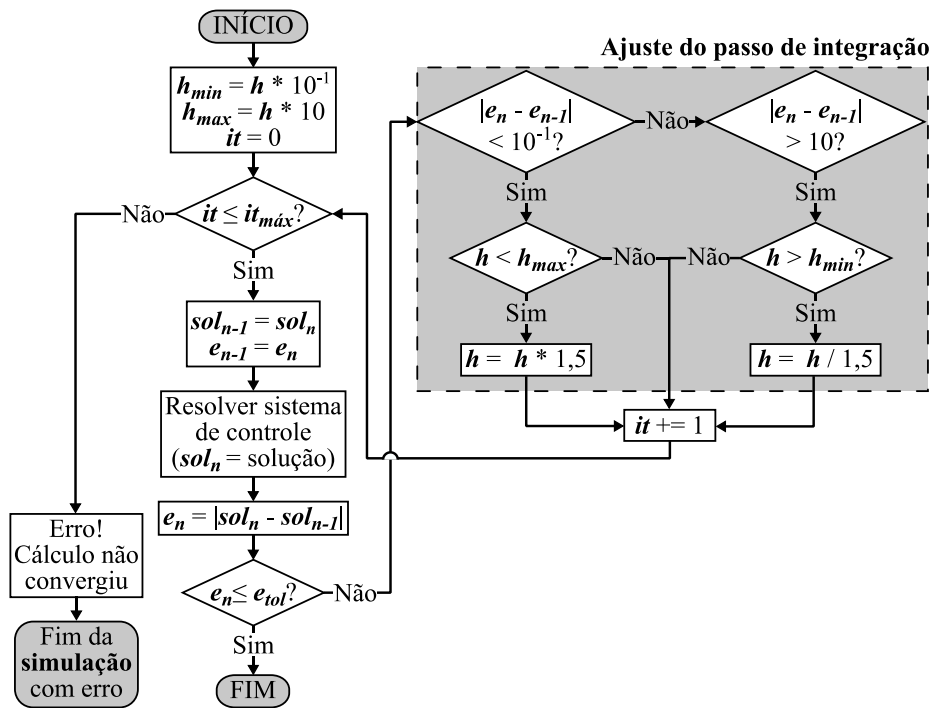 INÍCIO
h_min = h * 10⁻¹
h_max = h * 10
it = 0
it ≤ it_máx?
Não
Sim
sol_n-1 = sol_n
e_n-1 = e_n
Resolver sistema
de controle
(sol_n = solução)
e_n = |sol_n - sol_n-1|
e_n ≤ e_tol?
Não
Sim
FIM
Erro!
Cálculo não
convergiu
Fim da
simulação
com erro
Ajuste do passo de integração
|e_n - e_n-1|
< 10⁻¹?
Não
|e_n - e_n-1|
> 10?
Sim
Sim
h < h_max?
Não
Não
h > h_min?
Sim
Sim
h = h * 1,5
h = h / 1,5
it += 1